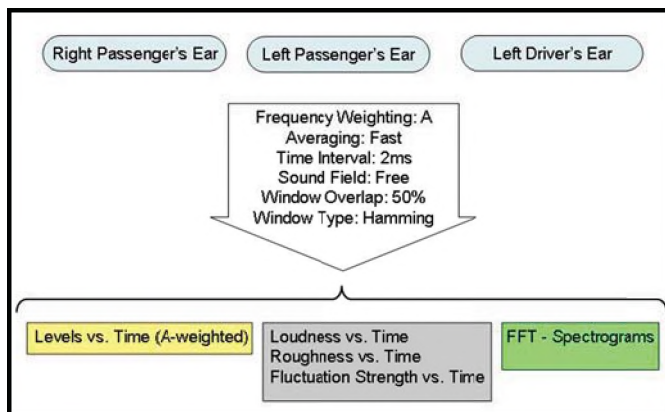 Right Passenger's Ear
Left Passenger's Ear
Left Driver's Ear
Frequency Weighting: A
Averaging: Fast
Time Interval: 2ms
Sound Field: Free
Window Overlap: 50%
Window Type: Hamming
Levels vs. Time (A-weighted)
Loudness vs. Time
Roughness vs. Time
Fluctuation Strength vs. Time
FFT - Spectrograms